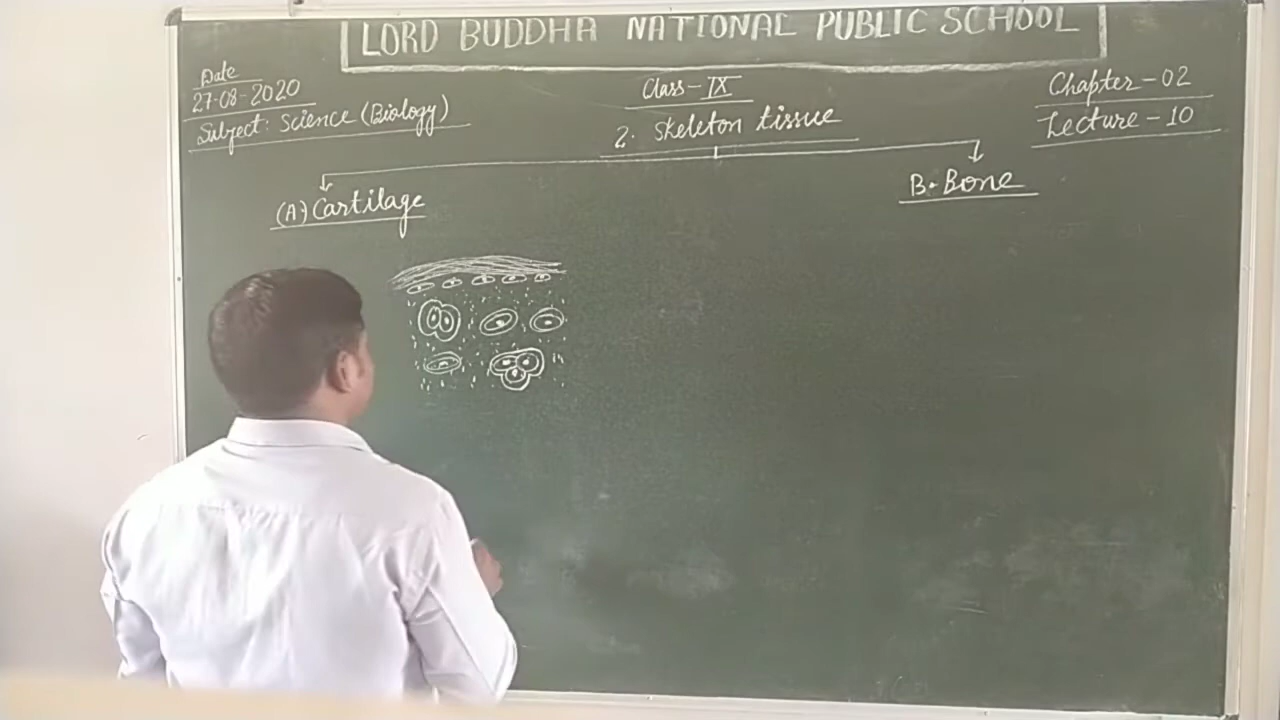 LORD BUDDHA NATIONAL PUBLIC SCHOOL
Date
27-08-2020
Subject: Science (Biology)
Class-IX
2. Skeleton tissue
Chapter-02
Lecture-10
(A) Cartilage
B. Bone